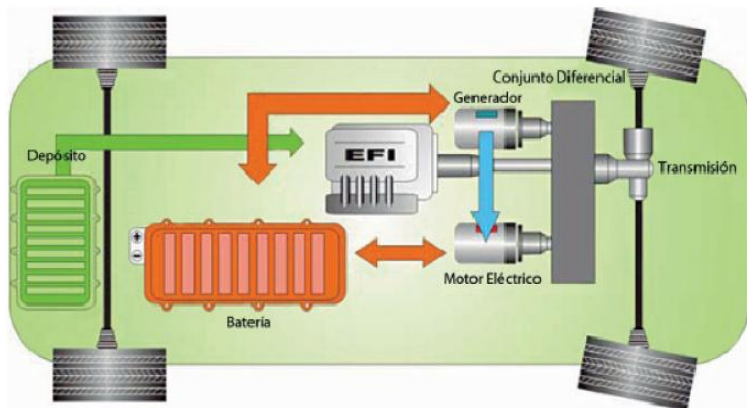 Conjunto Diferencial
Generador
Depósito
EFI
Transmisión
+
-
Motor Eléctrico
Batería